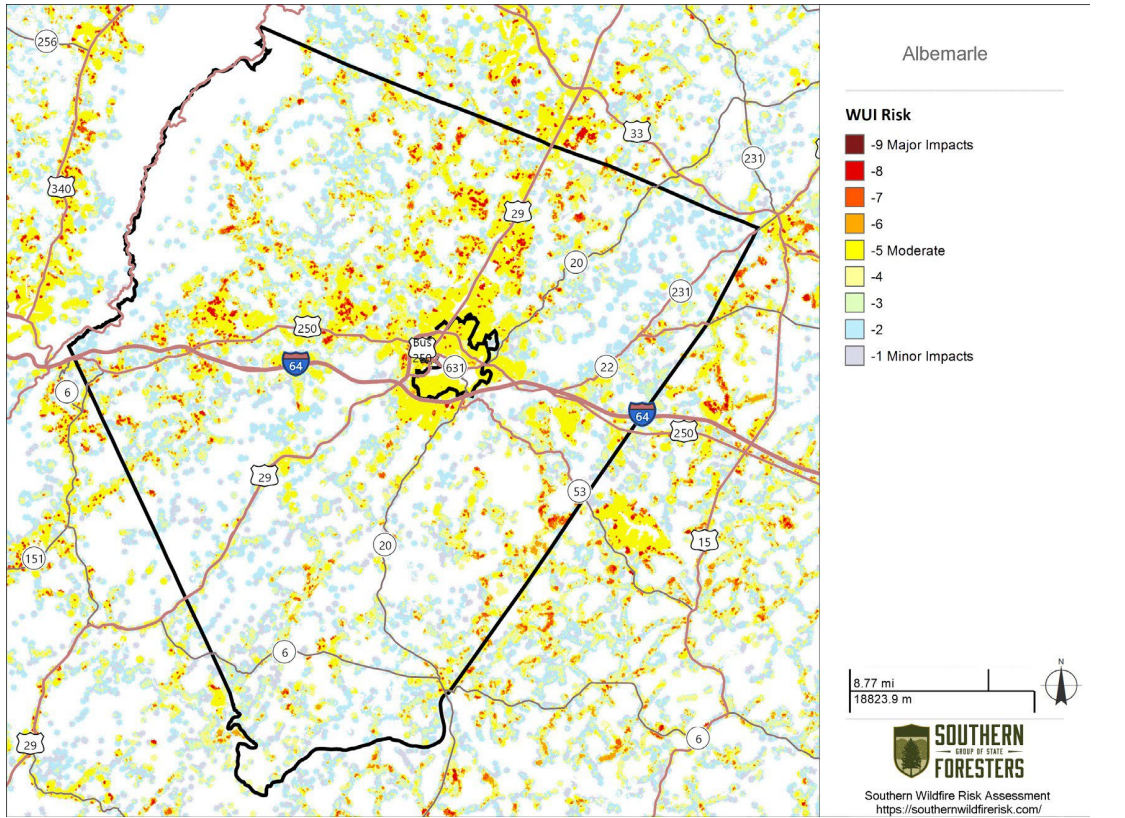 256
340
33
231
29
20
231
250
Bus
250
631
64
22
6
64
250
29
53
20
151
15
6
29
6
Albemarle
WUI Risk
-9 Major Impacts
-8
-7
-6
-5 Moderate
-4
-3
-2
-1 Minor Impacts
8.77 mi
18823.9 m
N
SOUTHERN
GROUP OF STATE
FORESTERS
Southern Wildfire Risk Assessment
https://southernwildfirerisk.com/